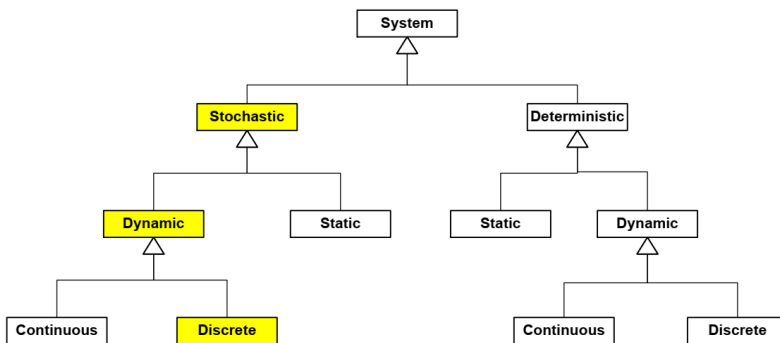 System
Stochastic
Deterministic
Dynamic
Static
Static
Dynamic
Continuous
Discrete
Continuous
Discrete